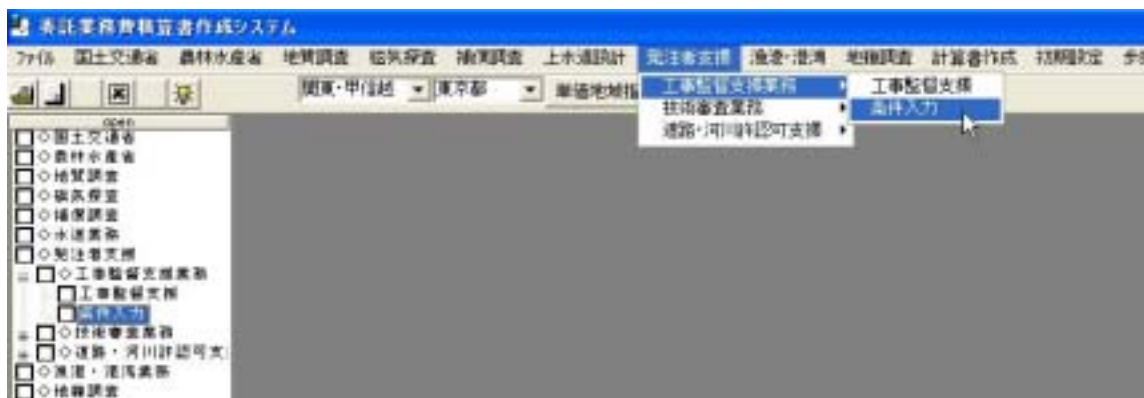 委託業務費積算書作成システム
ファイル 国土交通省 農林水産省 地質調査 磁気探査 補償調査 上水道設計 発注者支援 漁港・港湾 地籍調査 計算書作成 初期設定
関東・甲信越 東京都 単価地域指
工事監督支援業務 工事監督支援
技術審査業務 条件入力
道路・河川許認可支援
open
◇国土交通省
◇農林水産省
◇地質調査
◇磁気探査
◇補償調査
◇水道業務
◇発注者支援
◇工事監督支援業務
工事監督支援
条件入力
◇技術審査業務
◇道路・河川許認可支
◇漁港・港湾業務
◇地籍調査